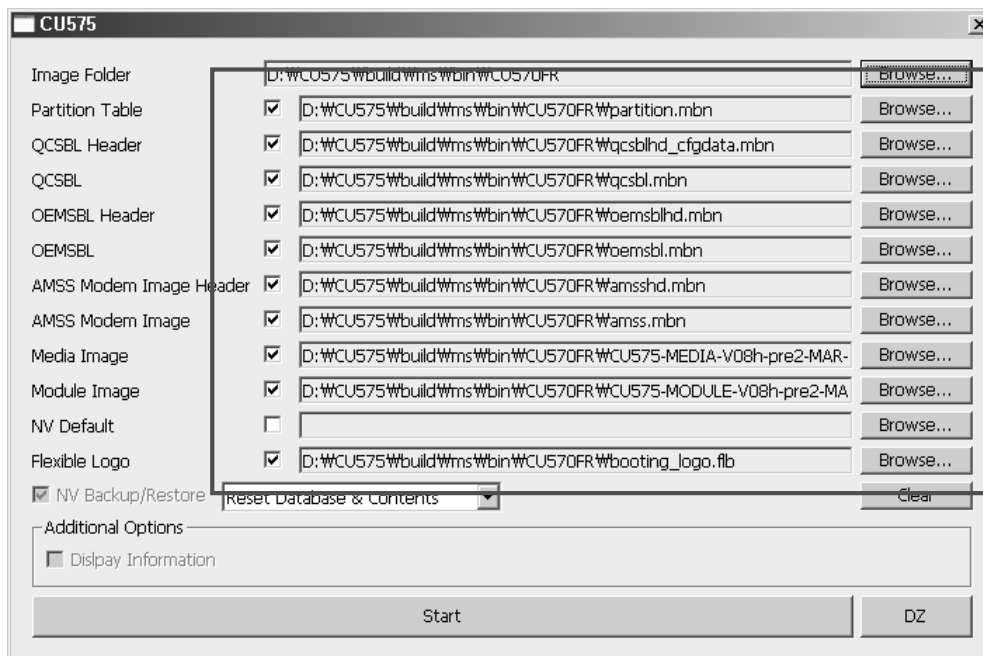 CU575
Image Folder D:₩CU575₩build₩ms₩bin₩CU570FR Browse...
Partition Table D:₩CU575₩build₩ms₩bin₩CU570FR₩partition.mbn Browse...
QCSBL Header D:₩CU575₩build₩ms₩bin₩CU570FR₩qcsblhd_cfgdata.mbn Browse...
QCSBL D:₩CU575₩build₩ms₩bin₩CU570FR₩qcsbl.mbn Browse...
OEMSBL Header D:₩CU575₩build₩ms₩bin₩CU570FR₩oemsblhd.mbn Browse...
OEMSBL D:₩CU575₩build₩ms₩bin₩CU570FR₩oemsbl.mbn Browse...
AMSS Modem Image Header D:₩CU575₩build₩ms₩bin₩CU570FR₩amsshd.mbn Browse...
AMSS Modem Image D:₩CU575₩build₩ms₩bin₩CU570FR₩amss.mbn Browse...
Media Image D:₩CU575₩build₩ms₩bin₩CU570FR₩CU575-MEDIA-V08h-pre2-MAR- Browse...
Module Image D:₩CU575₩build₩ms₩bin₩CU570FR₩CU575-MODULE-V08h-pre2-MA Browse...
NV Default Browse...
Flexible Logo D:₩CU575₩build₩ms₩bin₩CU570FR₩booting_logo.flb Browse...
NV Backup/Restore Reset Database & Contents Clear
Additional Options
Dislpay Information
Start DZ